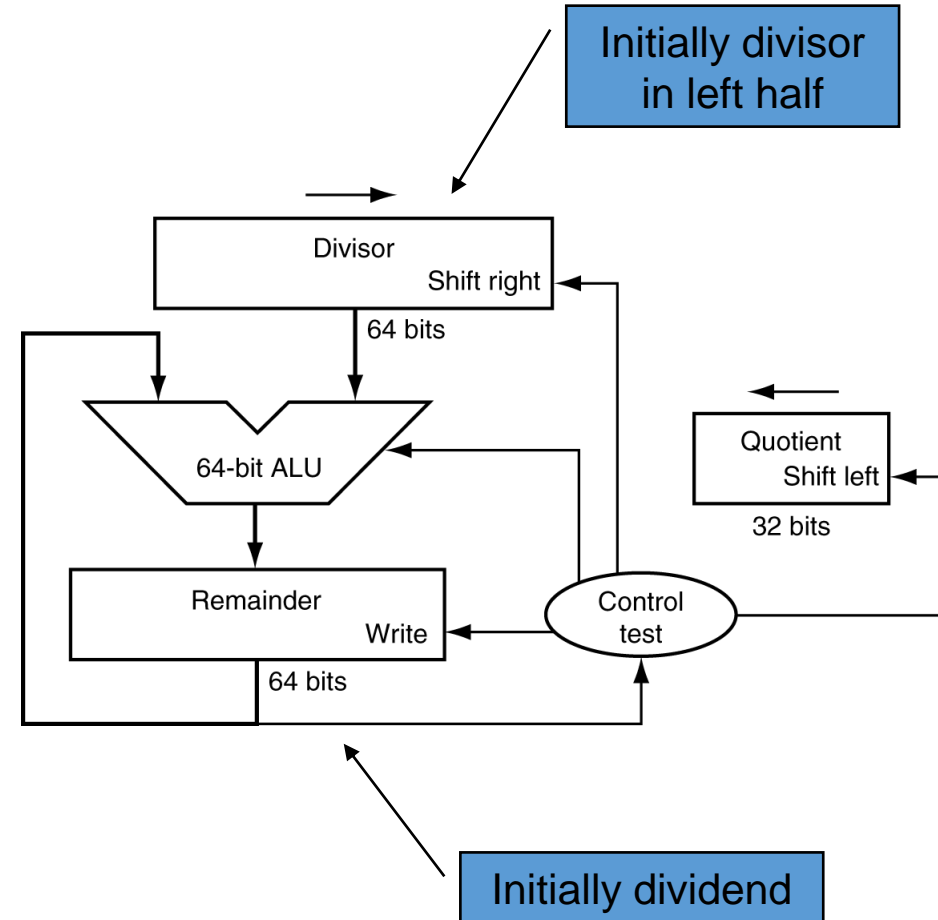 Initially divisor
in left half
Divisor
Shift right
64 bits
64-bit ALU
Quotient
Shift left
32 bits
Remainder
Write
Control
test
64 bits
Initially dividend